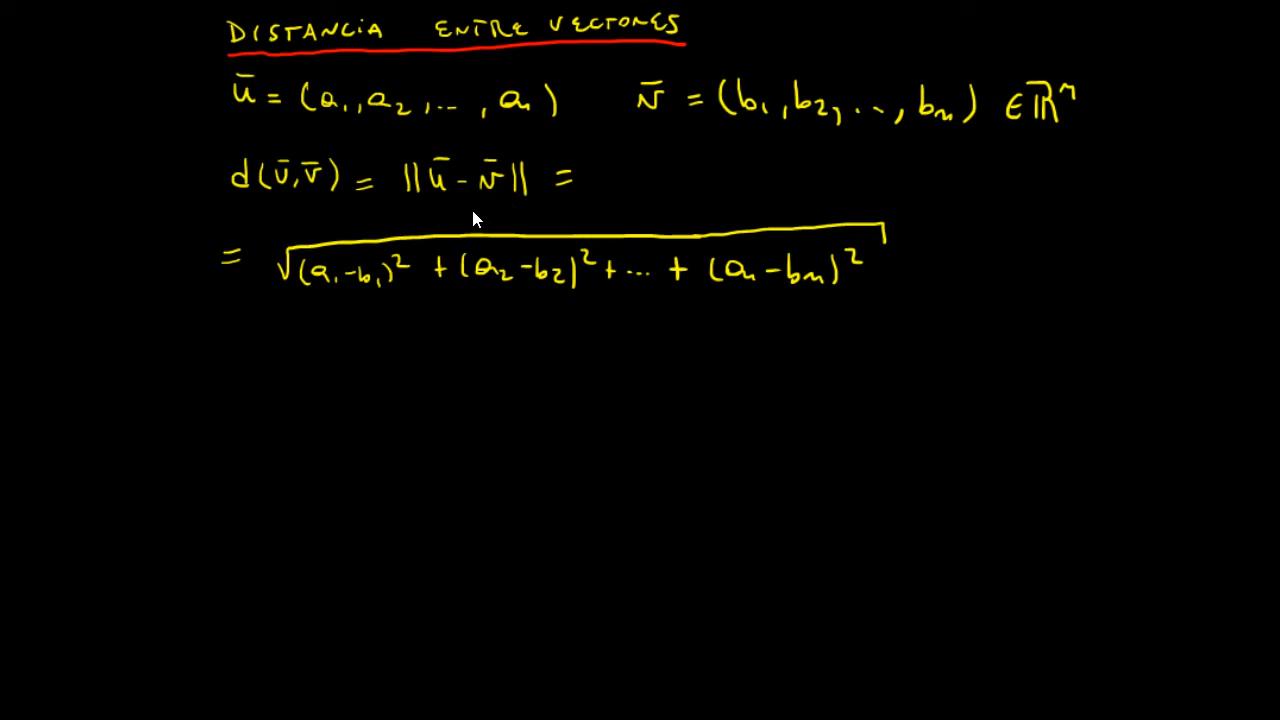 DISTANCIA ENTRE VECTORES
ū = (a₁, a₂, ..., aₙ) v̄ = (b₁, b₂, ..., bₙ) ∈ ℝⁿ
d(ū, v̄) = ||ū - v̄|| =
= √((a₁ - b₁)² + (a₂ - b₂)² + ... + (aₙ - bₙ)²)